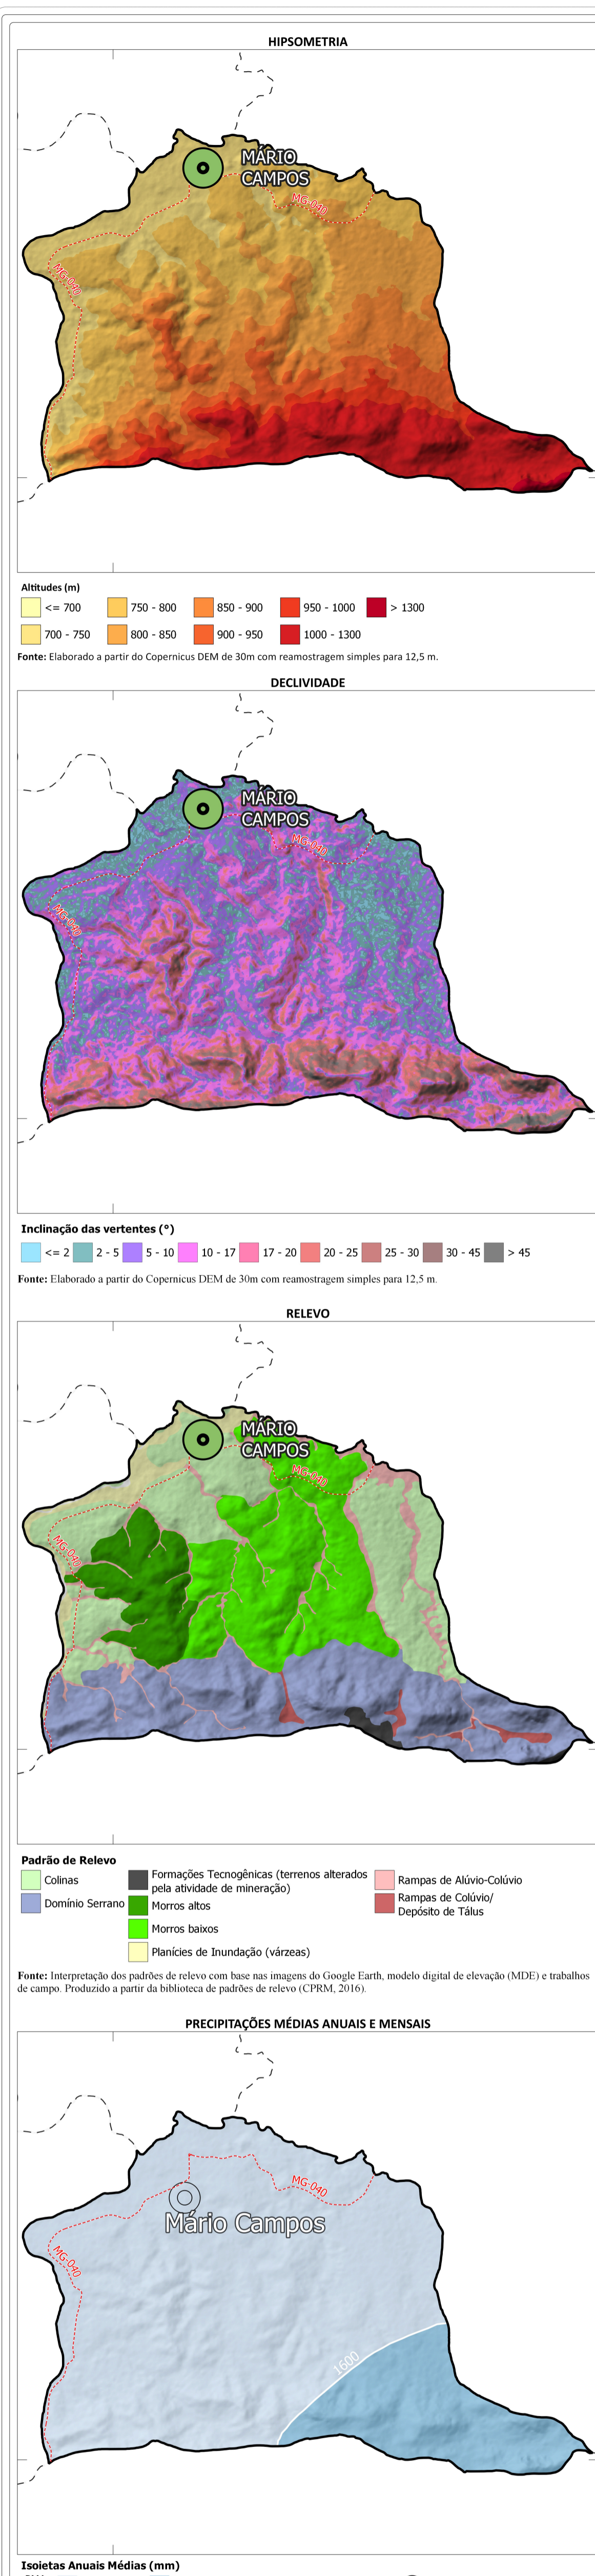 HIPSOMETRIA
MÁRIO
CAMPOS
MG-040
MG-040
Altitudes (m)
<= 700
750 - 800
850 - 900
950 - 1000
> 1300
700 - 750
800 - 850
900 - 950
1000 - 1300
Fonte: Elaborado a partir do Copernicus DEM de 30m com reamostragem simples para 12,5 m.
DECLIVIDADE
MÁRIO
CAMPOS
MG-040
MG-040
Inclinação das vertentes (°)
<= 2
2 - 5
5 - 10
10 - 17
17 - 20
20 - 25
25 - 30
30 - 45
> 45
Fonte: Elaborado a partir do Copernicus DEM de 30m com reamostragem simples para 12,5 m.
RELEVO
MÁRIO
CAMPOS
MG-040
MG-040
Padrão de Relevo
Colinas
Domínio Serrano
Formações Tecnogênicas (terrenos alterados
pela atividade de mineração)
Morros altos
Morros baixos
Planícies de Inundação (várzeas)
Rampas de Alúvio-Colúvio
Rampas de Colúvio/
Depósito de Tálus
Fonte: Interpretação dos padrões de relevo com base nas imagens do Google Earth, modelo digital de elevação (MDE) e trabalhos
de campo. Produzido a partir da biblioteca de padrões de relevo (CPRM, 2016).
PRECIPITAÇÕES MÉDIAS ANUAIS E MENSAIS
MG-040
Mário Campos
MG-040
1600
Isoietas Anuais Médias (mm)